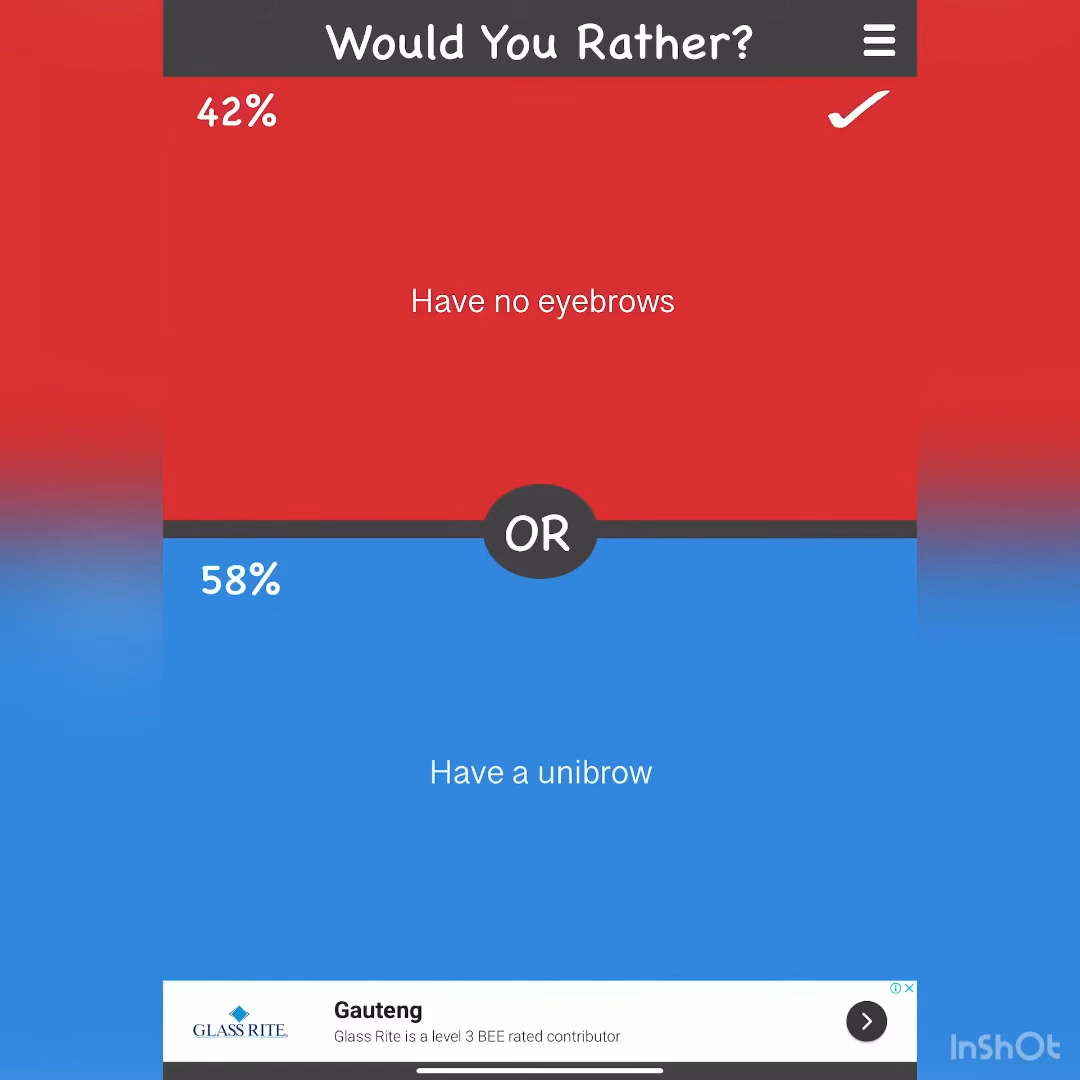 Would You Rather?
42%
Have no eyebrows
OR
58%
Have a unibrow
GLASS RITE
Gauteng
Glass Rite is a level 3 BEE rated contributor
InShOt